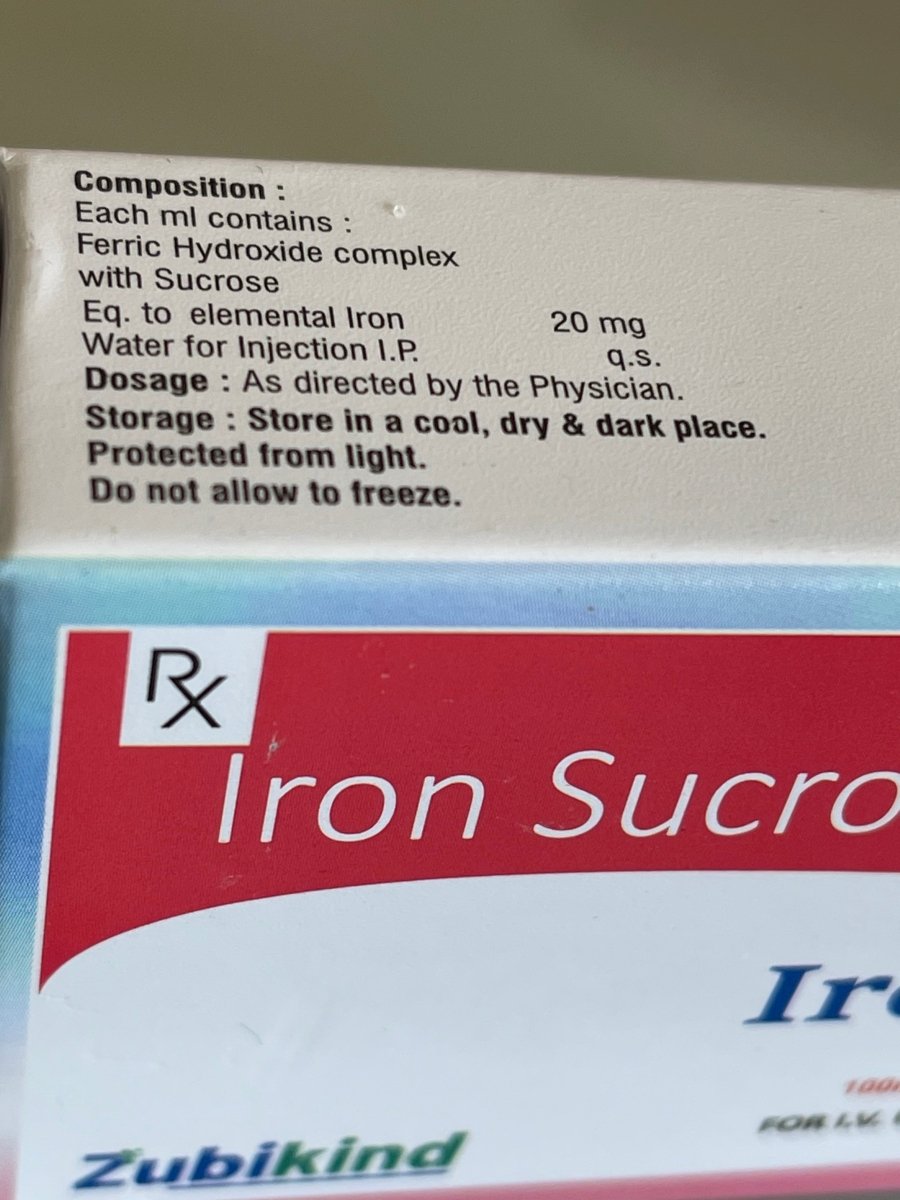 Composition :
Each ml contains :
Ferric Hydroxide complex
with Sucrose
Eq. to elemental Iron 20 mg
Water for Injection I.P. q.s.
Dosage : As directed by the Physician.
Storage : Store in a cool, dry & dark place.
Protected from light.
Do not allow to freeze.
Rx
Iron Sucro
Ir
100
FOR I.V.
Zubikind